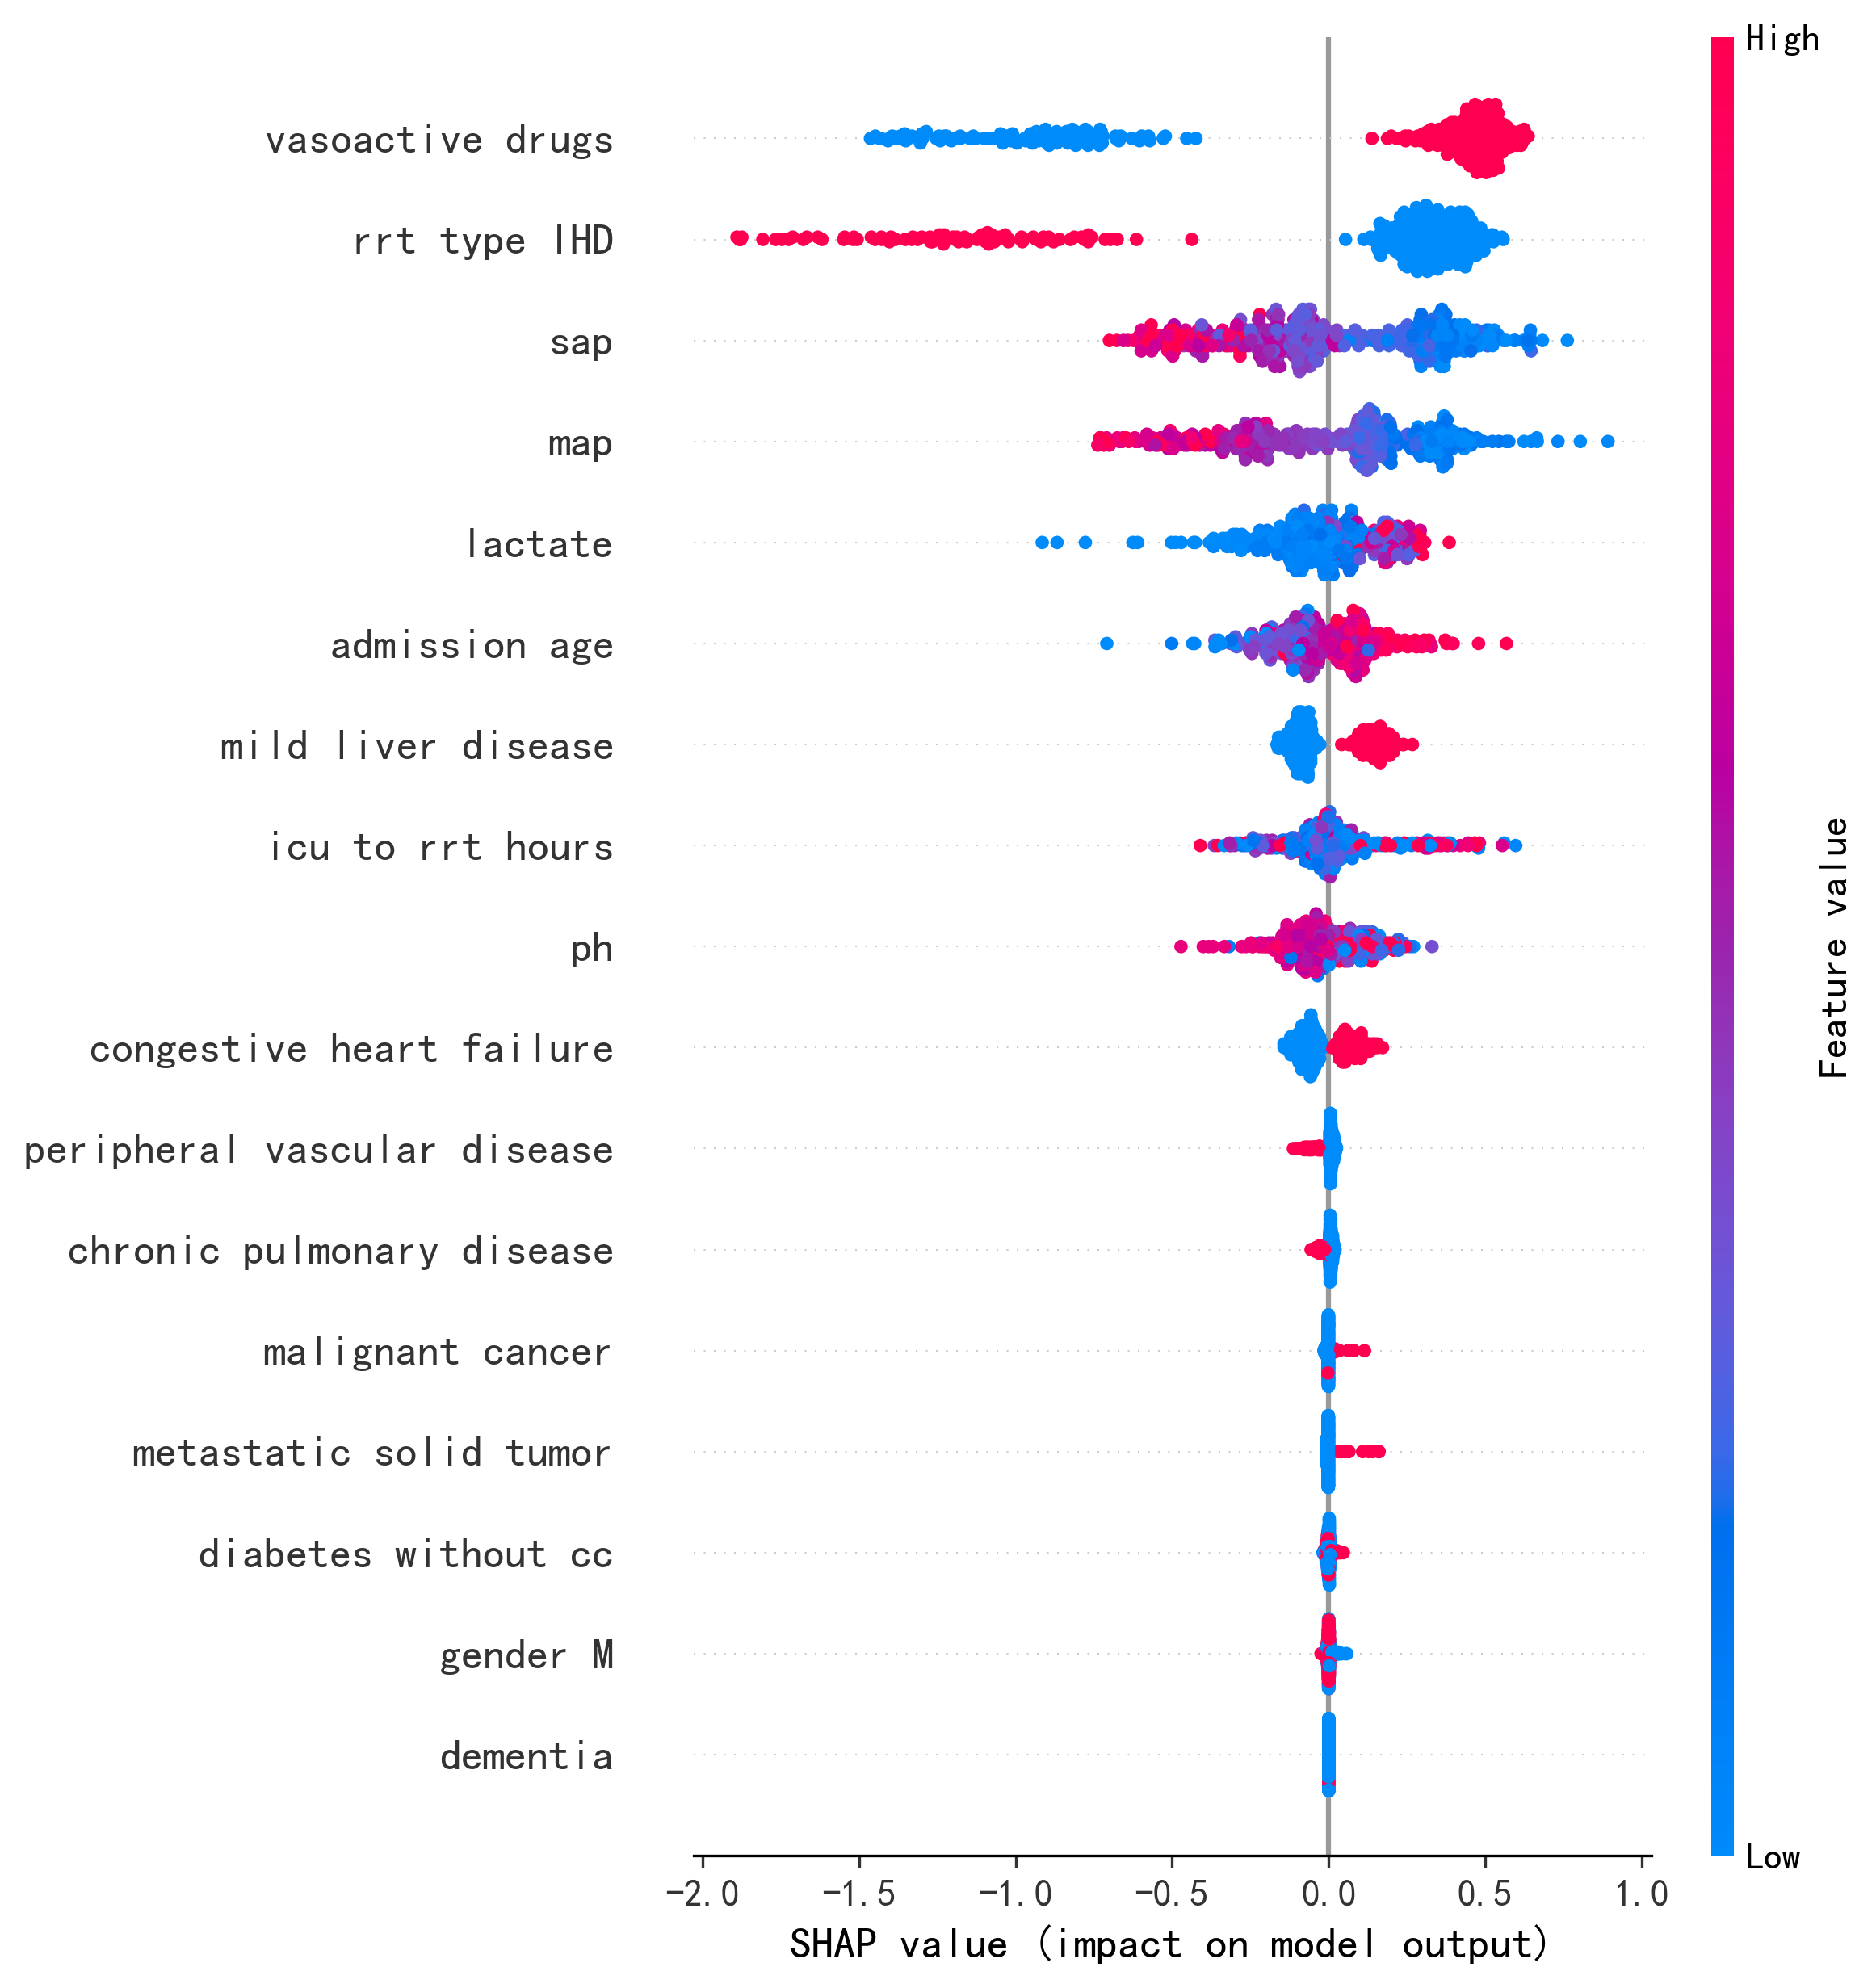 High
vasoactive drugs
rrt type IHD
sap
map
lactate
admission age
mild liver disease
icu to rrt hours
ph
congestive heart failure
peripheral vascular disease
chronic pulmonary disease
malignant cancer
metastatic solid tumor
diabetes without cc
gender M
dementia
Feature value
Low
−2.0 −1.5 −1.0 −0.5 0.0 0.5 1.0
SHAP value (impact on model output)